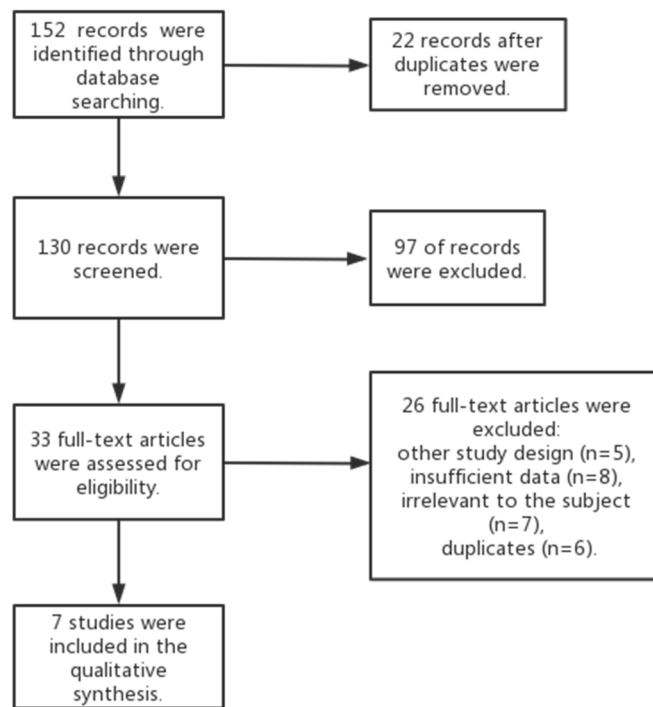 152 records were
identified through
database
searching.
22 records after
duplicates were
removed.
130 records were
screened.
97 of records
were excluded.
33 full-text articles
were assessed for
eligibility.
26 full-text articles were
excluded:
other study design (n=5),
insufficient data (n=8),
irrelevant to the subject
(n=7),
duplicates (n=6).
7 studies were
included in the
qualitative
synthesis.